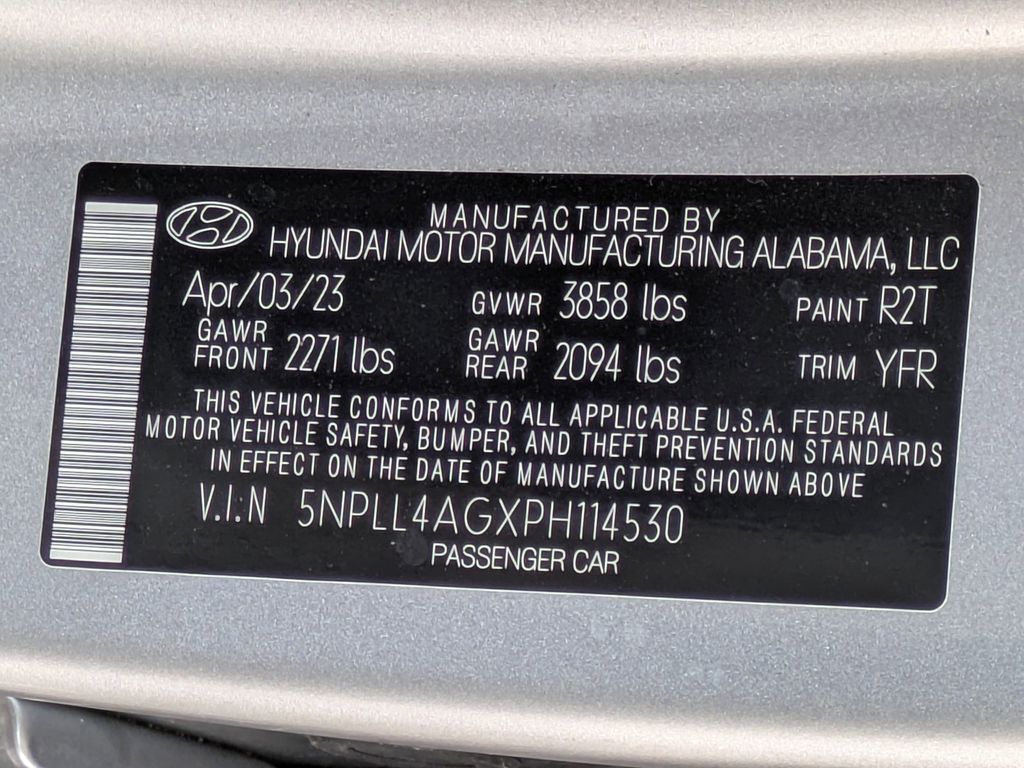 MANUFACTURED BY
HYUNDAI MOTOR MANUFACTURING ALABAMA, LLC
Apr/03/23 GVWR 3858 lbs PAINT R2T
GAWR FRONT 2271 lbs GAWR REAR 2094 lbs TRIM YFR
THIS VEHICLE CONFORMS TO ALL APPLICABLE U.S.A. FEDERAL
MOTOR VEHICLE SAFETY, BUMPER, AND THEFT PREVENTION STANDARDS
IN EFFECT ON THE DATE OF MANUFACTURE SHOWN ABOVE
V.I.N 5NPLL4AGXPH114530
PASSENGER CAR